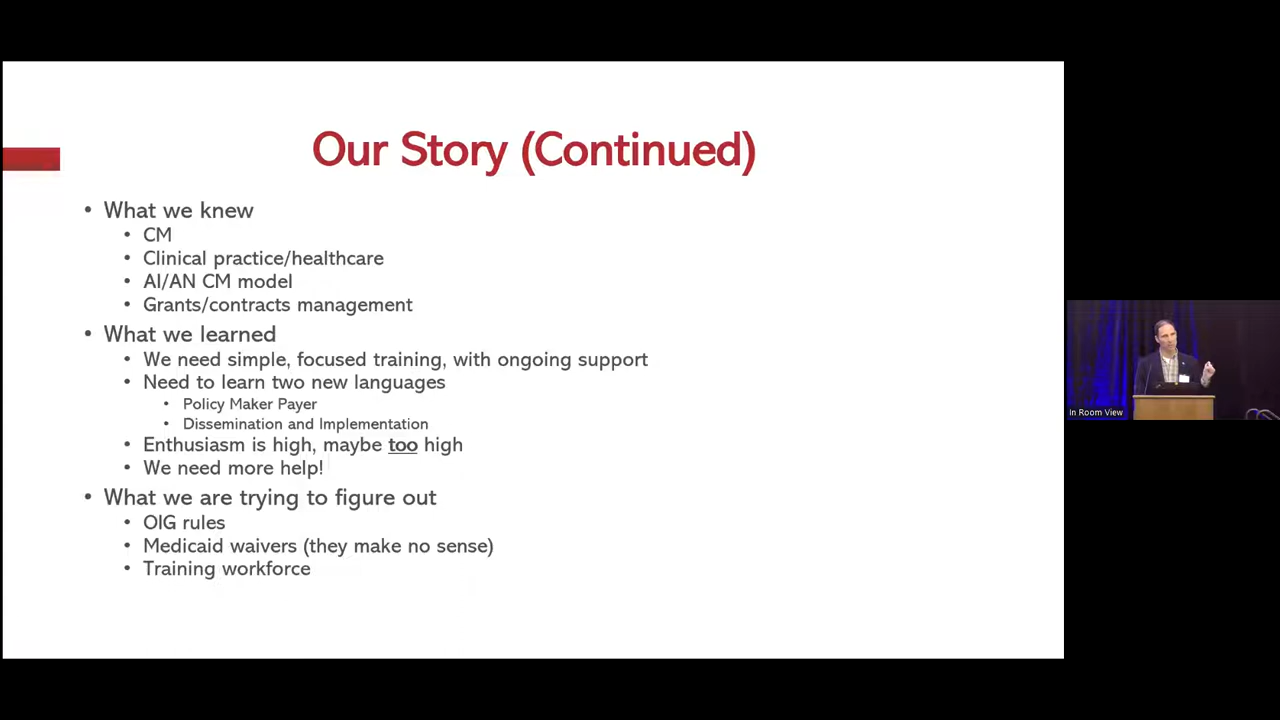 Our Story (Continued)
• What we knew
• CM
• Clinical practice/healthcare
• AI/AN CM model
• Grants/contracts management
• What we learned
• We need simple, focused training, with ongoing support
• Need to learn two new languages
• Policy Maker Payer
• Dissemination and Implementation
• Enthusiasm is high, maybe too high
• We need more help!
• What we are trying to figure out
• OIG rules
• Medicaid waivers (they make no sense)
• Training workforce
In Room View